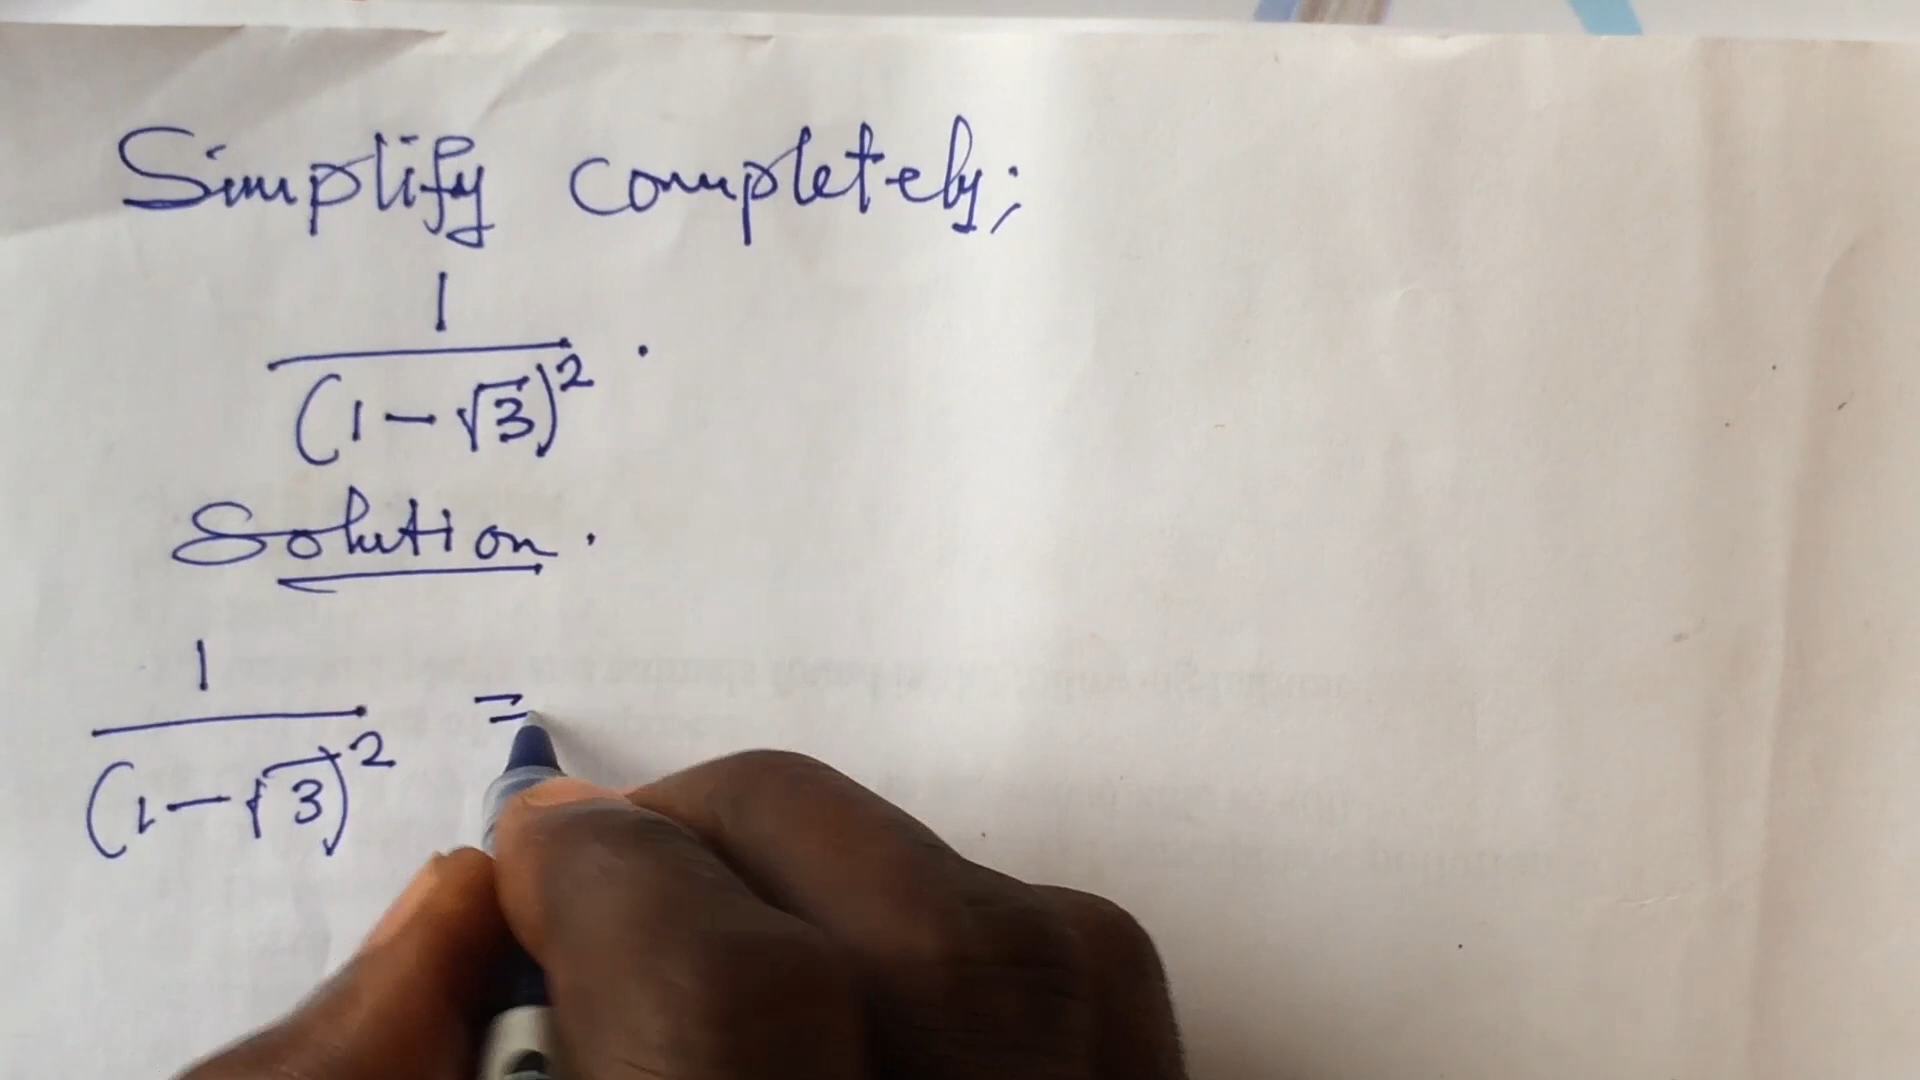 Simplify completely;
1
(1-√3)² .
Solution.
1
(1-√3)² =